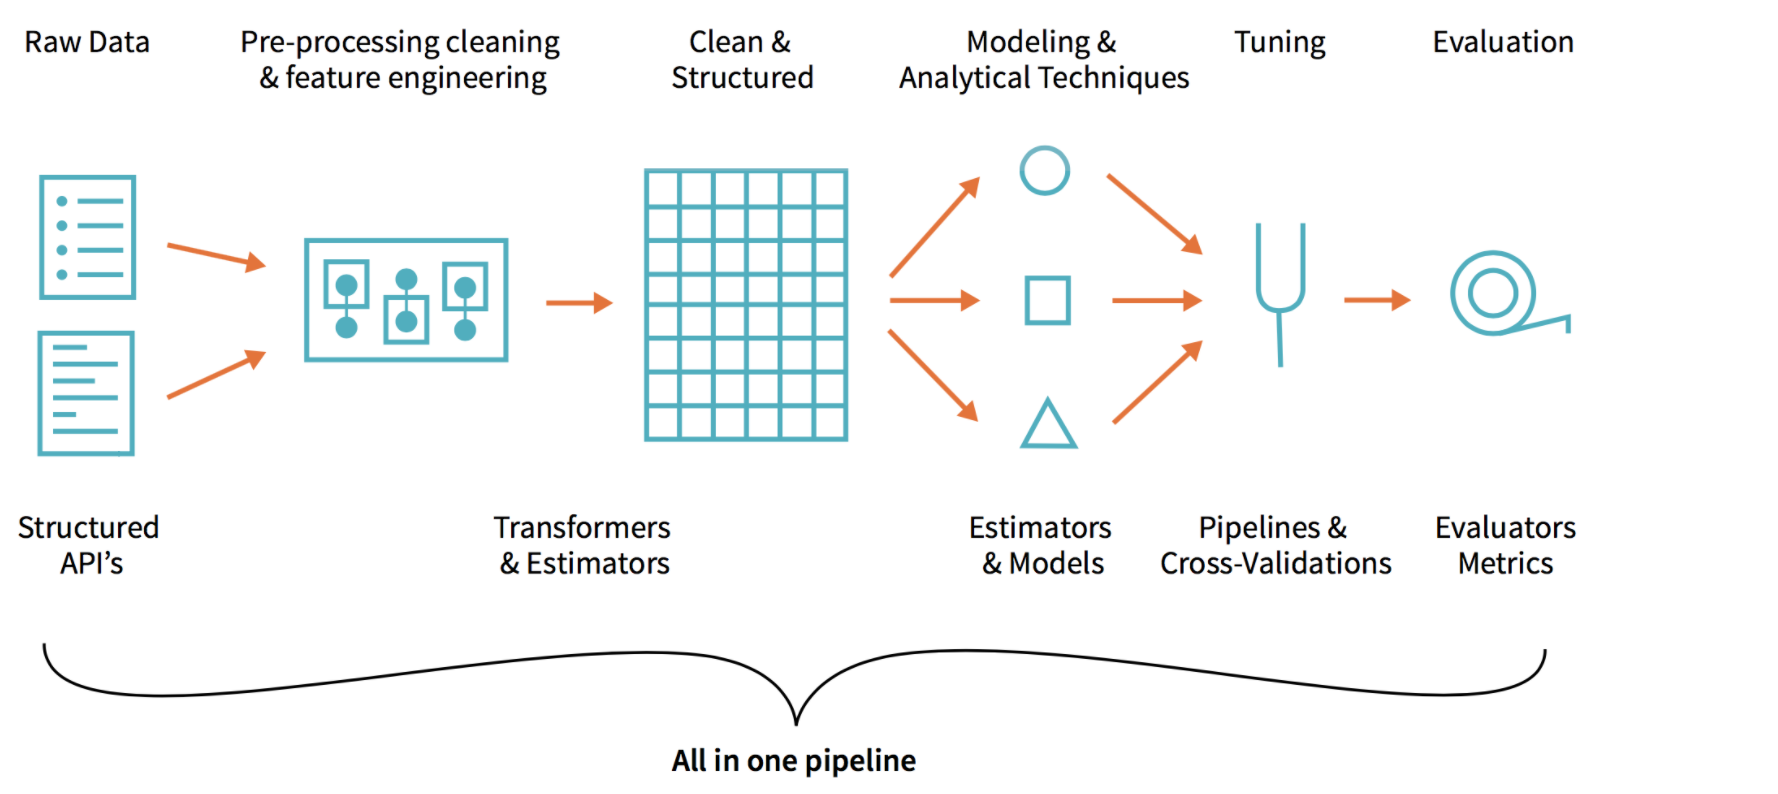 Raw Data
Pre-processing cleaning
& feature engineering
Clean &
Structured
Modeling &
Analytical Techniques
Tuning
Evaluation
Structured
API’s
Transformers
& Estimators
Estimators
& Models
Pipelines &
Cross-Validations
Evaluators
Metrics
All in one pipeline